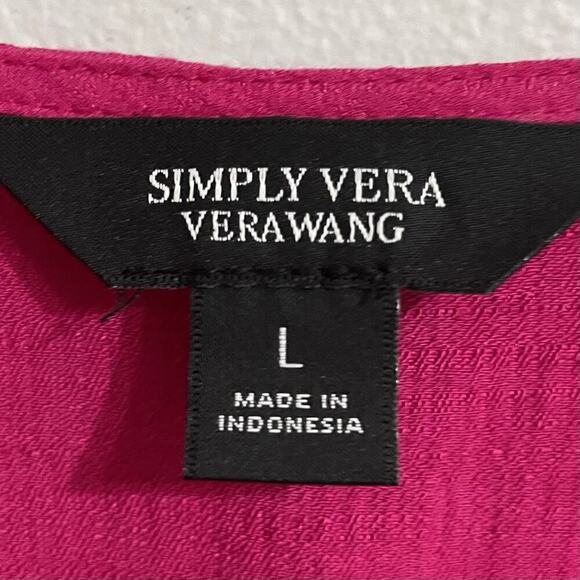 SIMPLY VERA
VERAWANG
L
MADE IN
INDONESIA